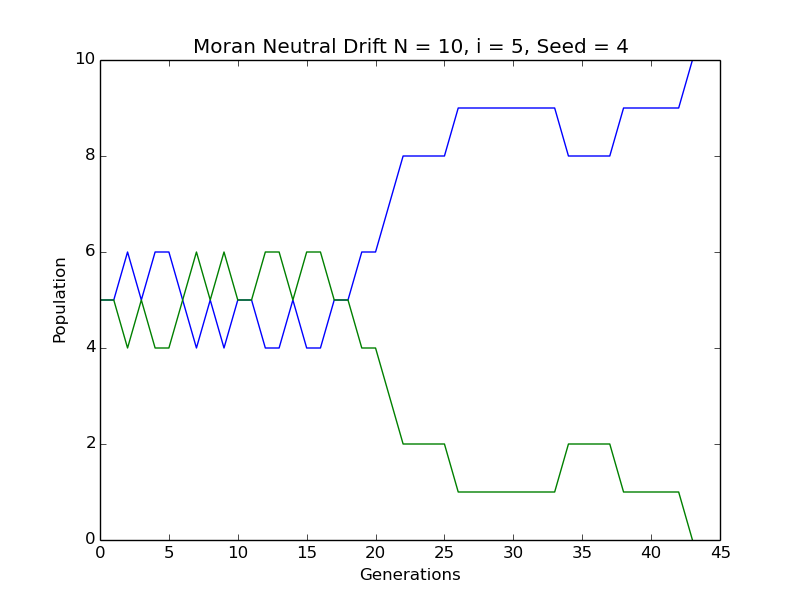 Moran Neutral Drift N = 10, i = 5, Seed = 4
10
8
6
4
2
0
Population
0 5 10 15 20 25 30 35 40 45
Generations